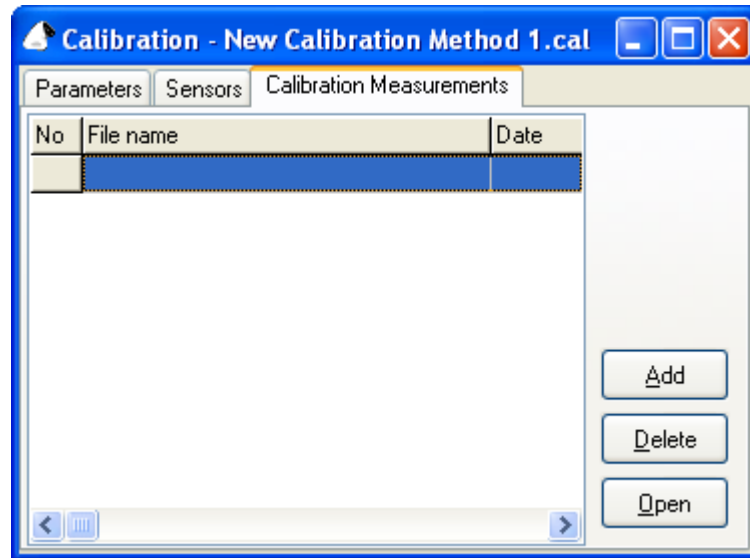 Calibration - New Calibration Method 1.cal
Parameters Sensors Calibration Measurements
No File name Date
Add
Delete
Open